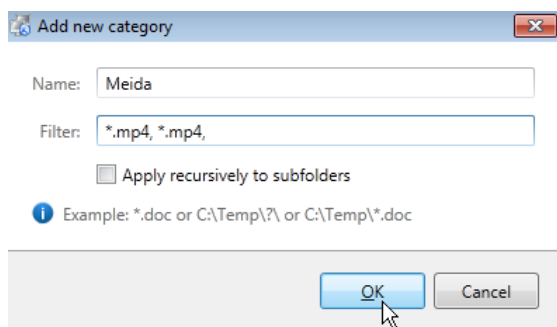 Add new category
Name: Meida
Filter: *.mp4, *.mp4,
Apply recursively to subfolders
Example: *.doc or C:\Temp\?\ or C:\Temp\*.doc
OK Cancel